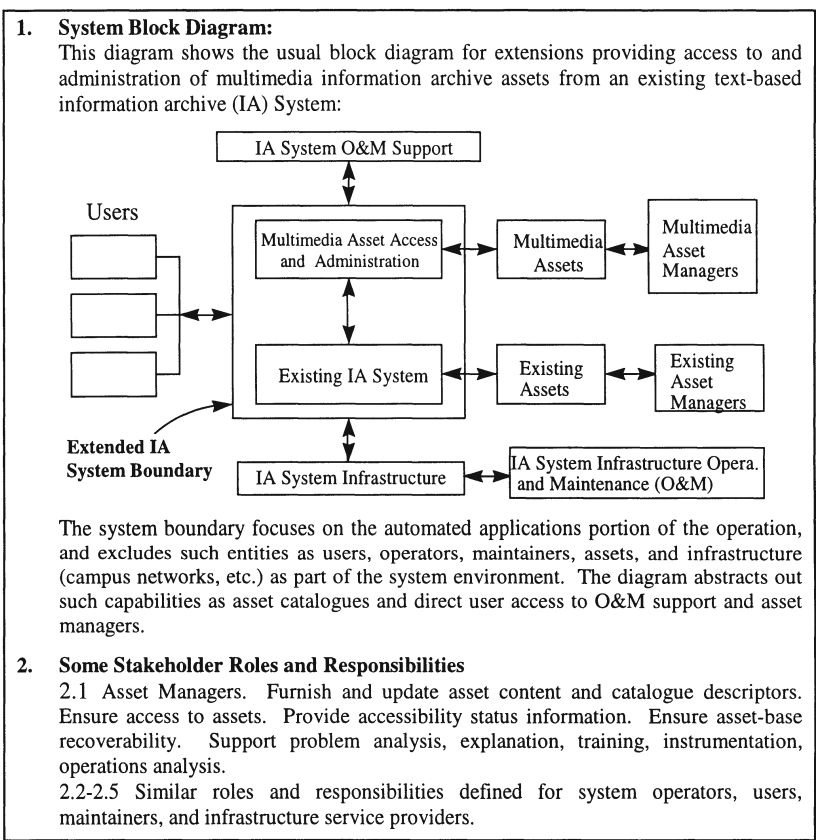 1. System Block Diagram:
This diagram shows the usual block diagram for extensions providing access to and
administration of multimedia information archive assets from an existing text-based
information archive (IA) System:
IA System O&M Support
Users
Multimedia Asset Access
and Administration
Multimedia
Assets
Multimedia
Asset
Managers
Existing IA System
Existing
Assets
Existing
Asset
Managers
Extended IA
System Boundary
IA System Infrastructure
IA System Infrastructure Opera.
and Maintenance (O&M)
The system boundary focuses on the automated applications portion of the operation,
and excludes such entities as users, operators, maintainers, assets, and infrastructure
(campus networks, etc.) as part of the system environment. The diagram abstracts out
such capabilities as asset catalogues and direct user access to O&M support and asset
managers.
2. Some Stakeholder Roles and Responsibilities
2.1 Asset Managers. Furnish and update asset content and catalogue descriptors.
Ensure access to assets. Provide accessibility status information. Ensure asset-base
recoverability. Support problem analysis, explanation, training, instrumentation,
operations analysis.
2.2-2.5 Similar roles and responsibilities defined for system operators, users,
maintainers, and infrastructure service providers.